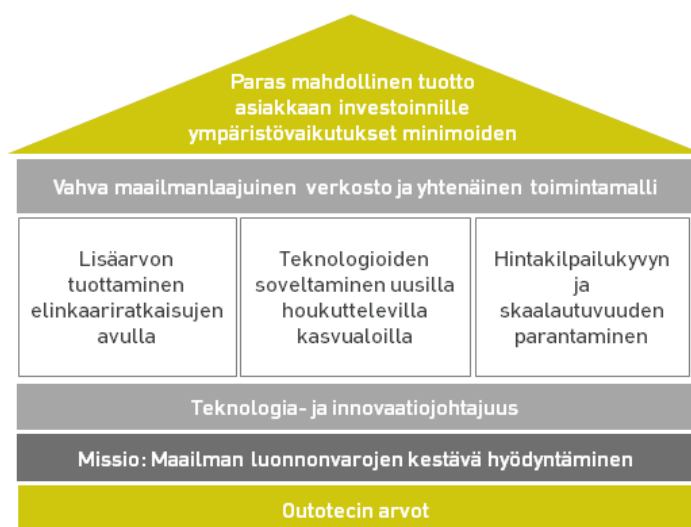 Paras mahdollinen tuotto
asiakkaan investoinnille
ympäristövaikutukset minimoiden
Vahva maailmanlaajuinen verkosto ja yhtenäinen toimintamalli
Lisäarvon
tuottaminen
elinkaariratkaisujen
avulla
Teknologioiden
soveltaminen uusilla
houkuttelevilla
kasvualoilla
Hintakilpailukyvyn
ja
skaalautuvuuden
parantaminen
Teknologia- ja innovaatiojohtajuus
Missio: Maailman luonnonvarojen kestävä hyödyntäminen
Outotecin arvot